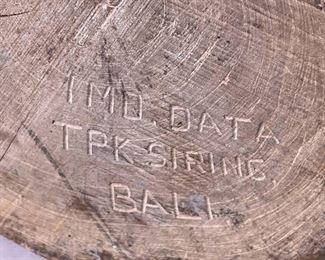 IMD. DATA
TPKSIRING
BALI